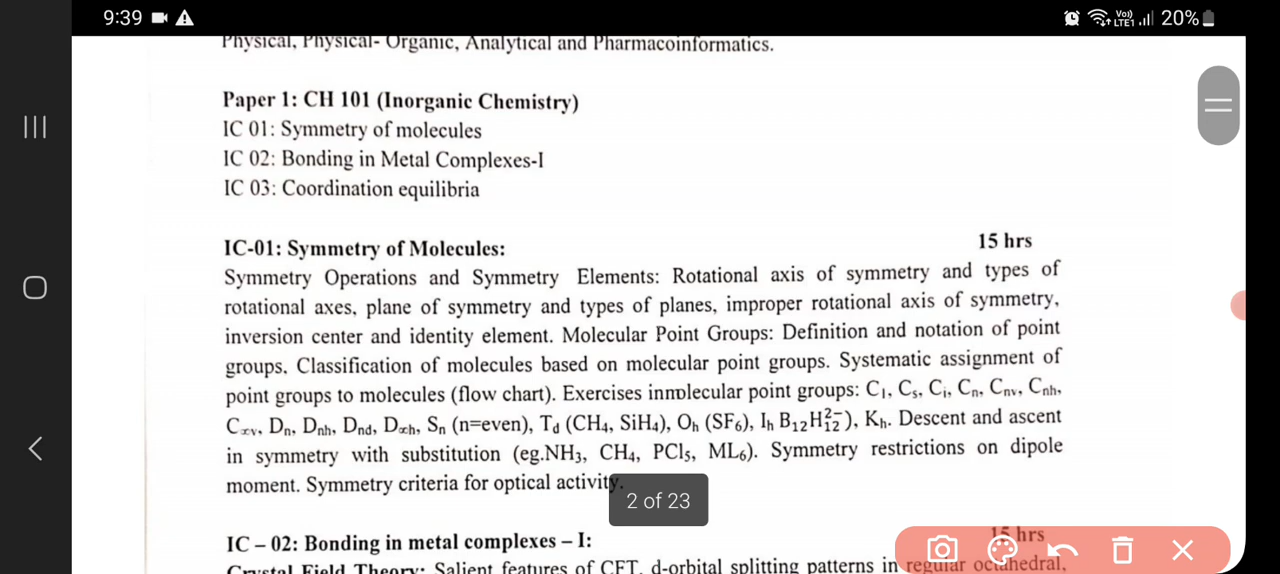 9:39
Vo)) LTE1 20%
Physical, Physical- Organic, Analytical and Pharmacoinformatics.
Paper 1: CH 101 (Inorganic Chemistry)
IC 01: Symmetry of molecules
IC 02: Bonding in Metal Complexes-I
IC 03: Coordination equilibria
IC-01: Symmetry of Molecules: 15 hrs
Symmetry Operations and Symmetry Elements: Rotational axis of symmetry and types of
rotational axes, plane of symmetry and types of planes, improper rotational axis of symmetry,
inversion center and identity element. Molecular Point Groups: Definition and notation of point
groups. Classification of molecules based on molecular point groups. Systematic assignment of
point groups to molecules (flow chart). Exercises inmolecular point groups: C₁, Cₛ, Cᵢ, Cₙ, Cₙᵥ, Cₙₕ,
C∞ᵥ, Dₙ, Dₙₕ, Dₙd, D∞ₕ, Sₙ (n=even), Td (CH₄, SiH₄), Oₕ (SF₆), Iₕ B₁₂H₁₂²⁻), Kₕ. Descent and ascent
in symmetry with substitution (eg.NH₃, CH₄, PCl₅, ML₆). Symmetry restrictions on dipole
moment. Symmetry criteria for optical activity.
2 of 23
IC – 02: Bonding in metal complexes – I: 15 hrs
Crystal Field Theory: Salient features of CFT, d-orbital splitting patterns in regular octahedral,